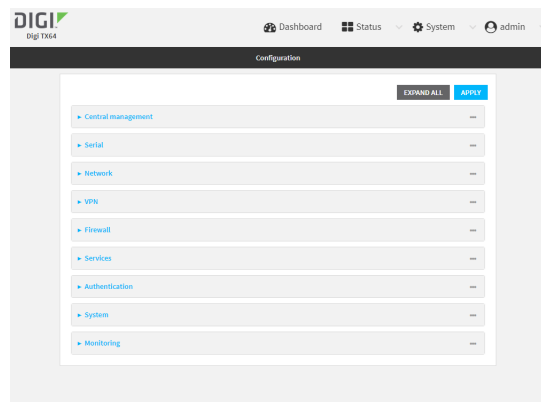 DIGI
Digi TX64
Dashboard Status System admin
Configuration
EXPAND ALL APPLY
Central management
Serial
Network
VPN
Firewall
Services
Authentication
System
Monitoring